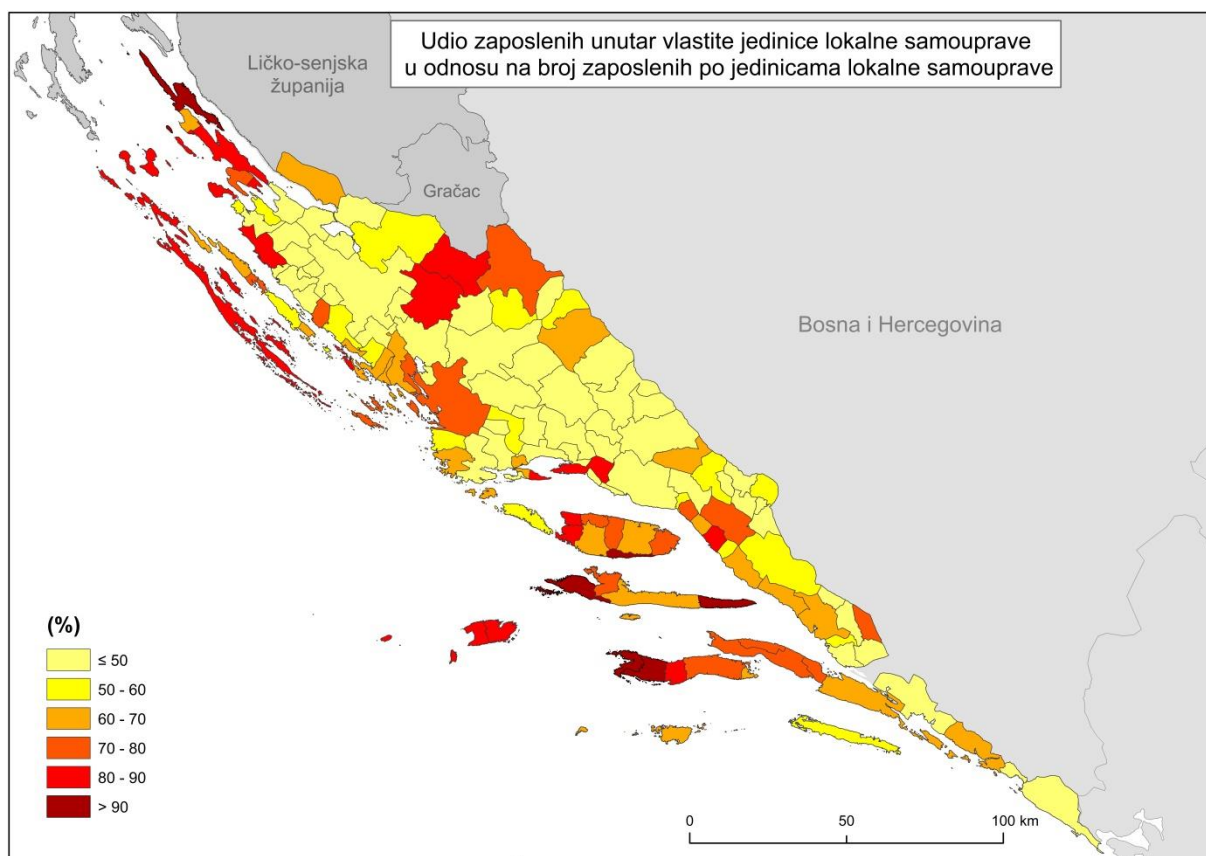 Udio zaposlenih unutar vlastite jedinice lokalne samouprave
u odnosu na broj zaposlenih po jedinicama lokalne samouprave
Ličko-senjska
županija
Gračac
Bosna i Hercegovina
(%)
≤ 50
50 - 60
60 - 70
70 - 80
80 - 90
> 90
0 50 100 km